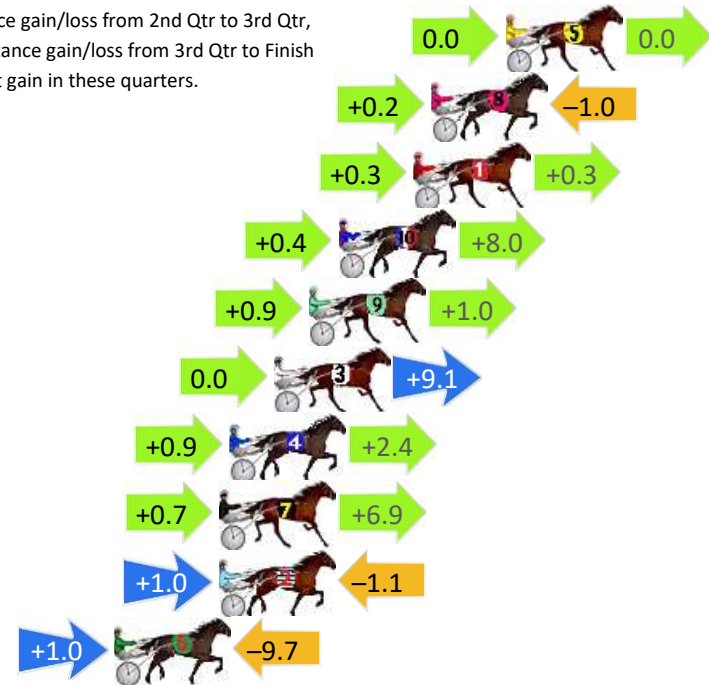 ce gain/loss from 2nd Qtr to 3rd Qtr,
tance gain/loss from 3rd Qtr to Finish
t gain in these quarters.
0.0 5 0.0
+0.2 8 –1.0
+0.3 1 +0.3
+0.4 10 +8.0
+0.9 9 +1.0
0.0 3 +9.1
+0.9 4 +2.4
+0.7 7 +6.9
+1.0 2 –1.1
+1.0 6 –9.7